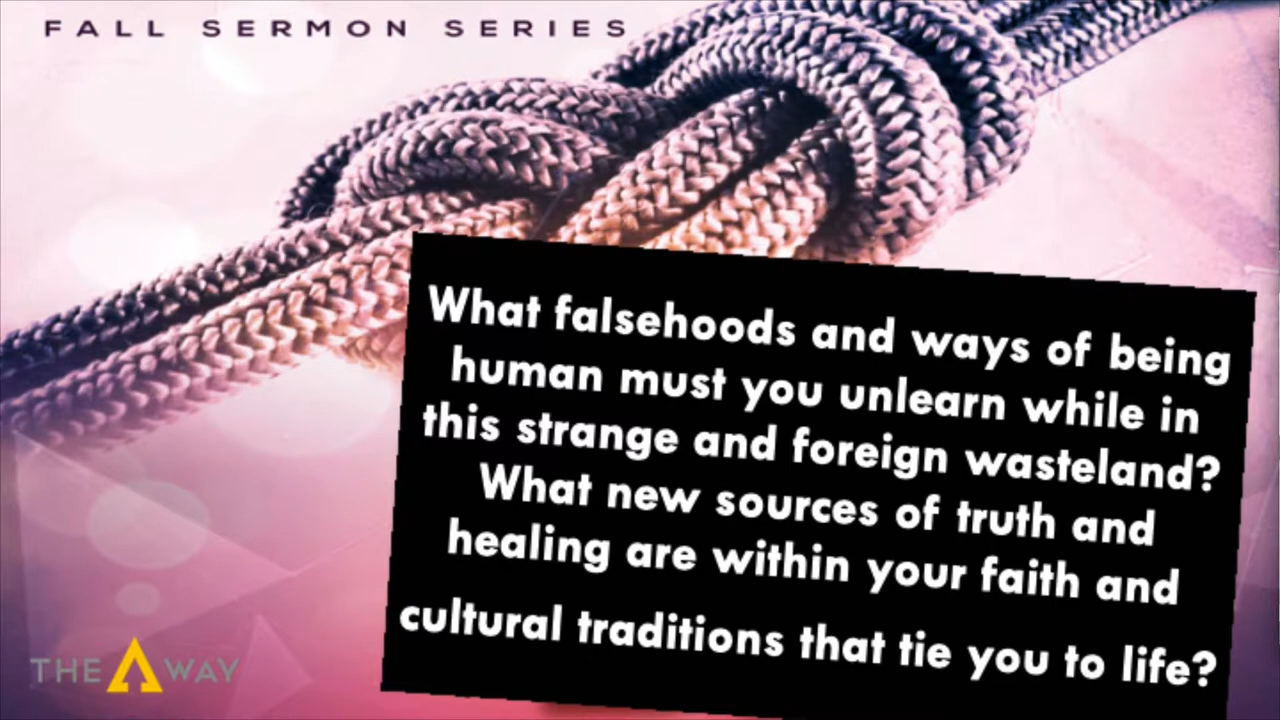 FALL SERMON SERIES
What falsehoods and ways of being
human must you unlearn while in
this strange and foreign wasteland?
What new sources of truth and
healing are within your faith and
cultural traditions that tie you to life?
THE WAY